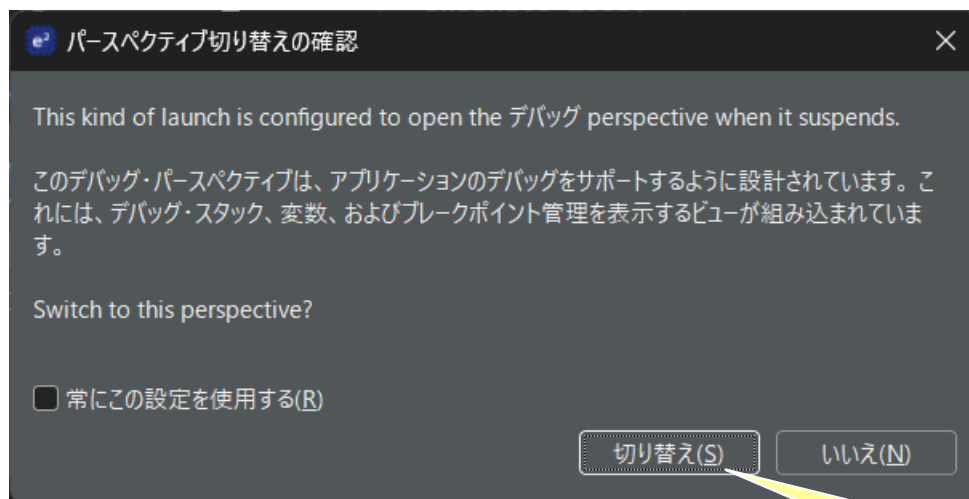 e² パースペクティブ切り替えの確認
This kind of launch is configured to open the デバッグ perspective when it suspends.
このデバッグ・パースペクティブは、アプリケーションのデバッグをサポートするように設計されています。こ
れには、デバッグ・スタック、変数、およびブレークポイント管理を表示するビューが組み込まれていま
す。
Switch to this perspective?
常にこの設定を使用する(R)
切り替え(S) いいえ(N)